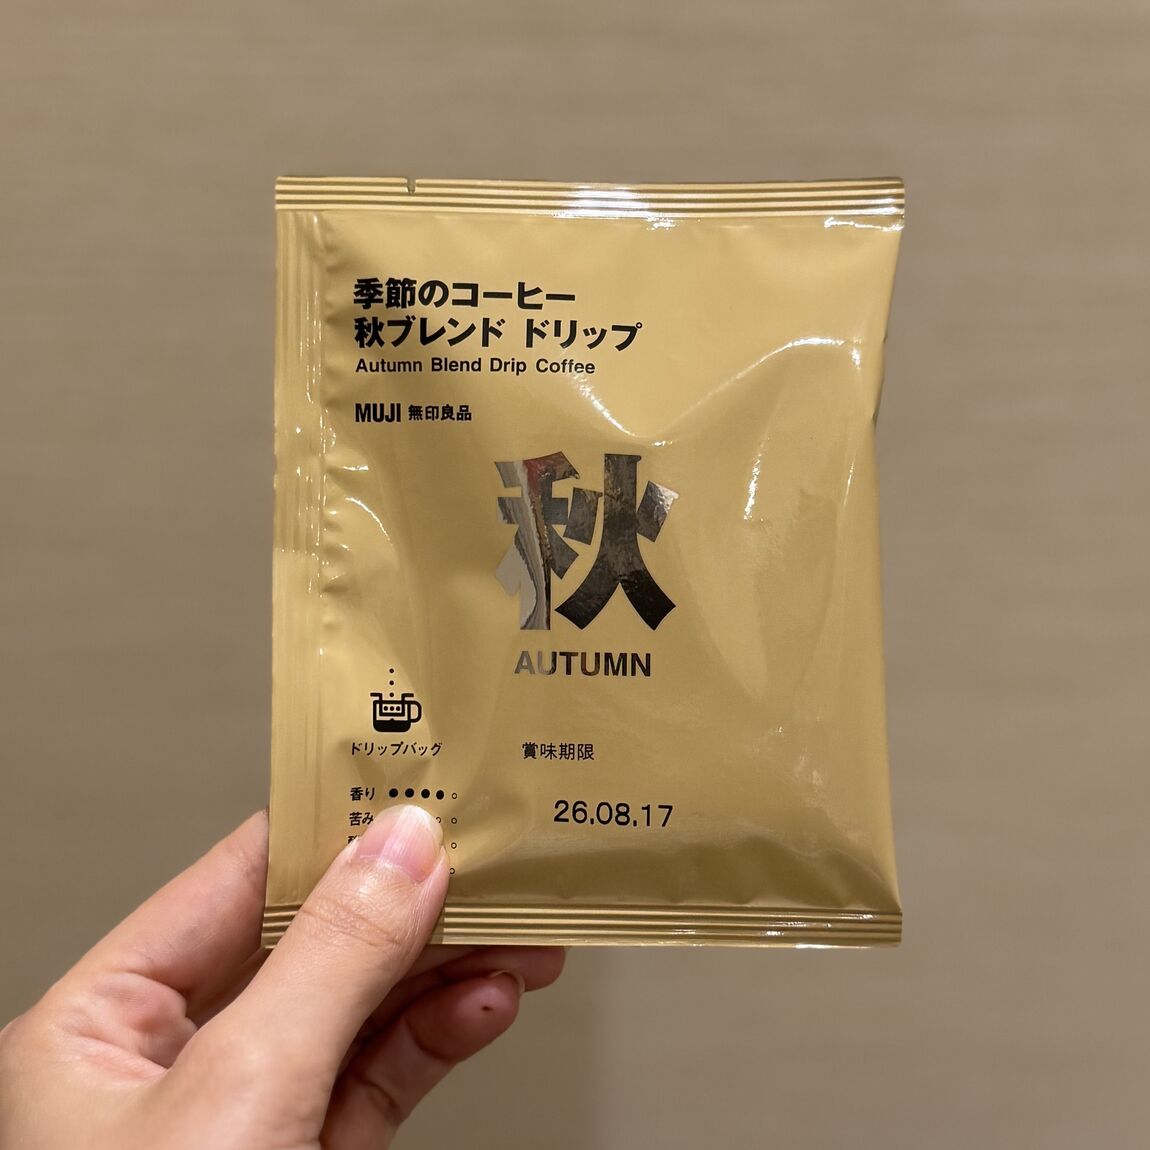 季節のコーヒー
秋ブレンド ドリップ
Autumn Blend Drip Coffee
MUJI 無印良品
秋
AUTUMN
ドリップバッグ
賞味期限
26.08.17
香り
苦み